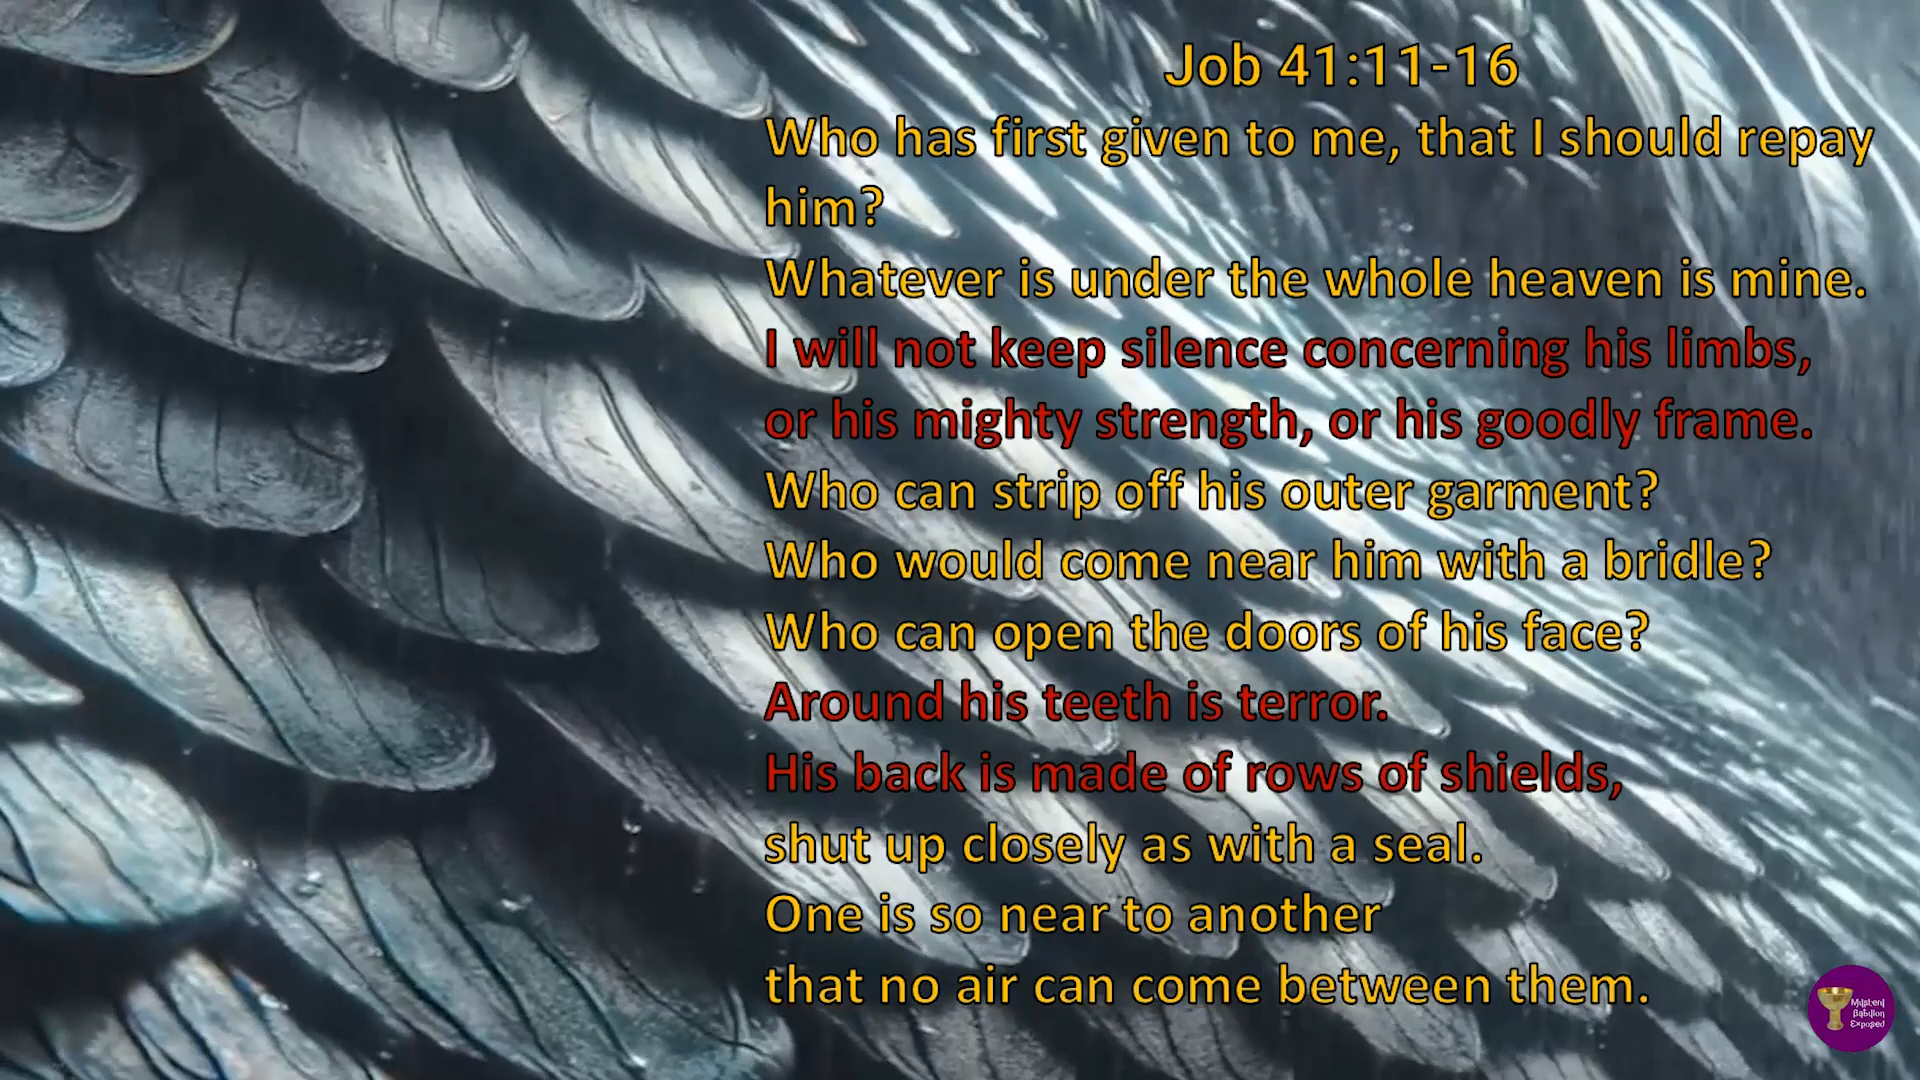 Job 41:11-16
Who has first given to me, that I should repay
him?
Whatever is under the whole heaven is mine.
I will not keep silence concerning his limbs,
or his mighty strength, or his goodly frame.
Who can strip off his outer garment?
Who would come near him with a bridle?
Who can open the doors of his face?
Around his teeth is terror.
His back is made of rows of shields,
shut up closely as with a seal.
One is so near to another
that no air can come between them.
Mystery
Babylon
Exposed